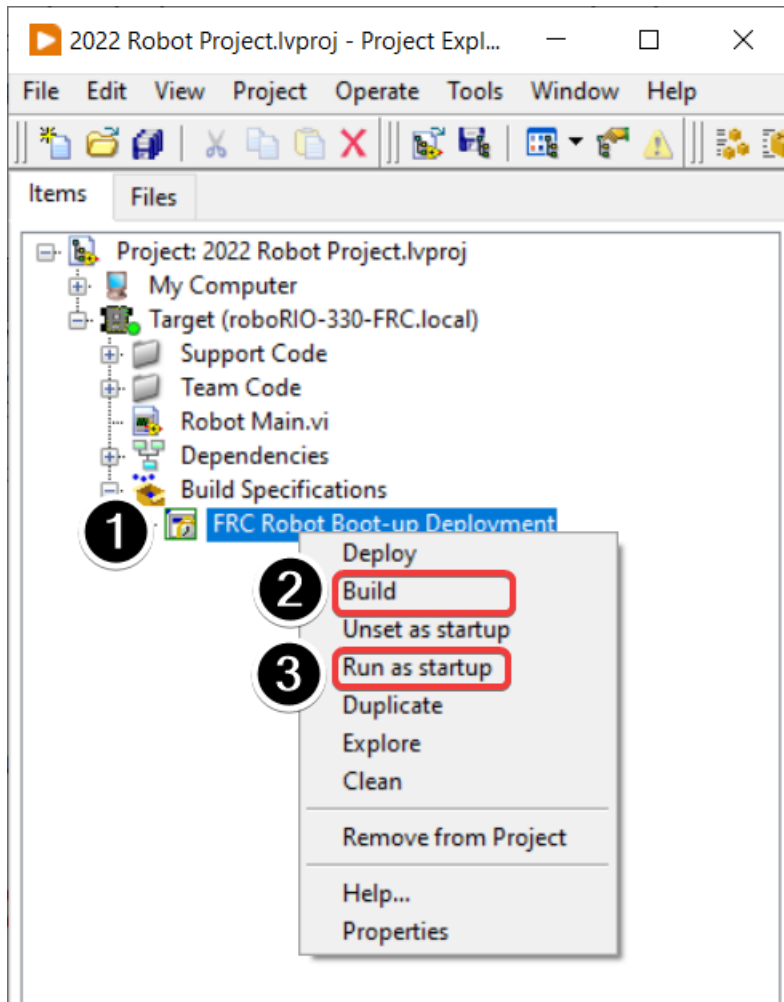 2022 Robot Project.lvproj - Project Expl...
File Edit View Project Operate Tools Window Help
Items Files
Project: 2022 Robot Project.lvproj
My Computer
Target (roboRIO-330-FRC.local)
Support Code
Team Code
Robot Main.vi
Dependencies
Build Specifications
1 FRC Robot Boot-up Deployment
Deploy
2 Build
Unset as startup
3 Run as startup
Duplicate
Explore
Clean
Remove from Project
Help...
Properties